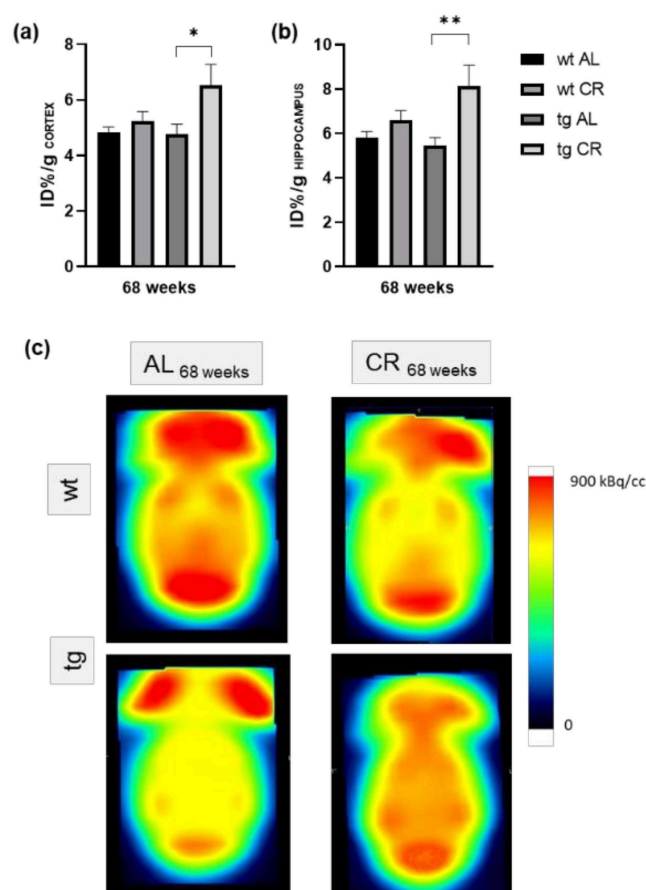 (a)
*
ID%/g CORTEX
8
6
4
2
0
68 weeks
(b)
**
ID%/g HIPPOCAMPUS
10
8
6
4
2
0
68 weeks
wt AL
wt CR
tg AL
tg CR
(c)
AL 68 weeks
CR 68 weeks
wt
tg
900 kBq/cc
0